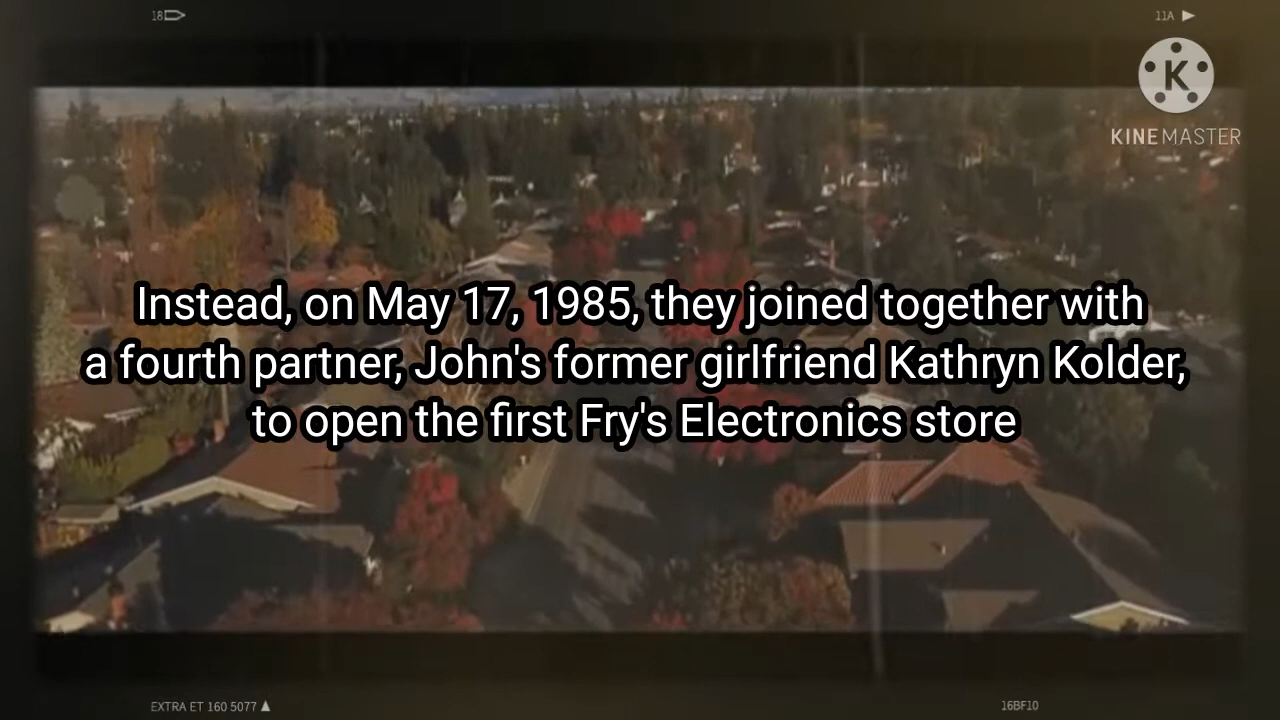 18
11A
K
KINEMASTER
Instead, on May 17, 1985, they joined together with
a fourth partner, John's former girlfriend Kathryn Kolder,
to open the first Fry's Electronics store
EXTRA ET 160 5077
16BF10